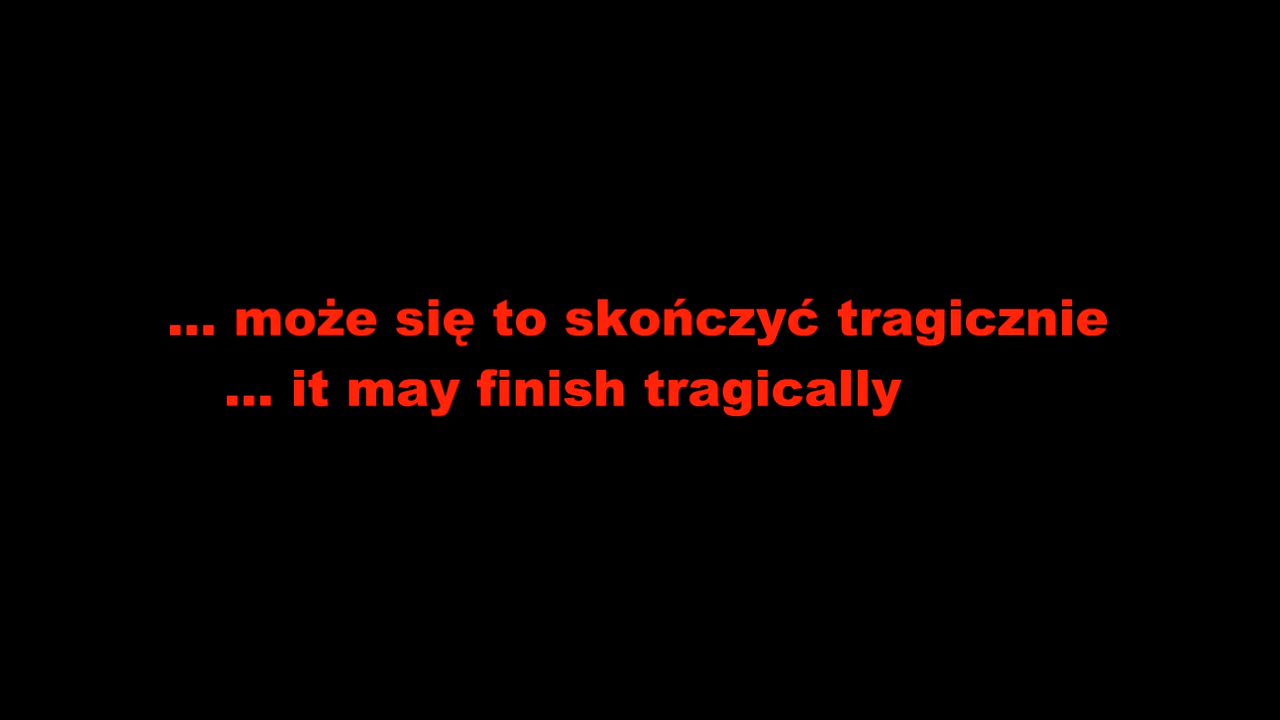 ... może się to skończyć tragicznie
... it may finish tragically